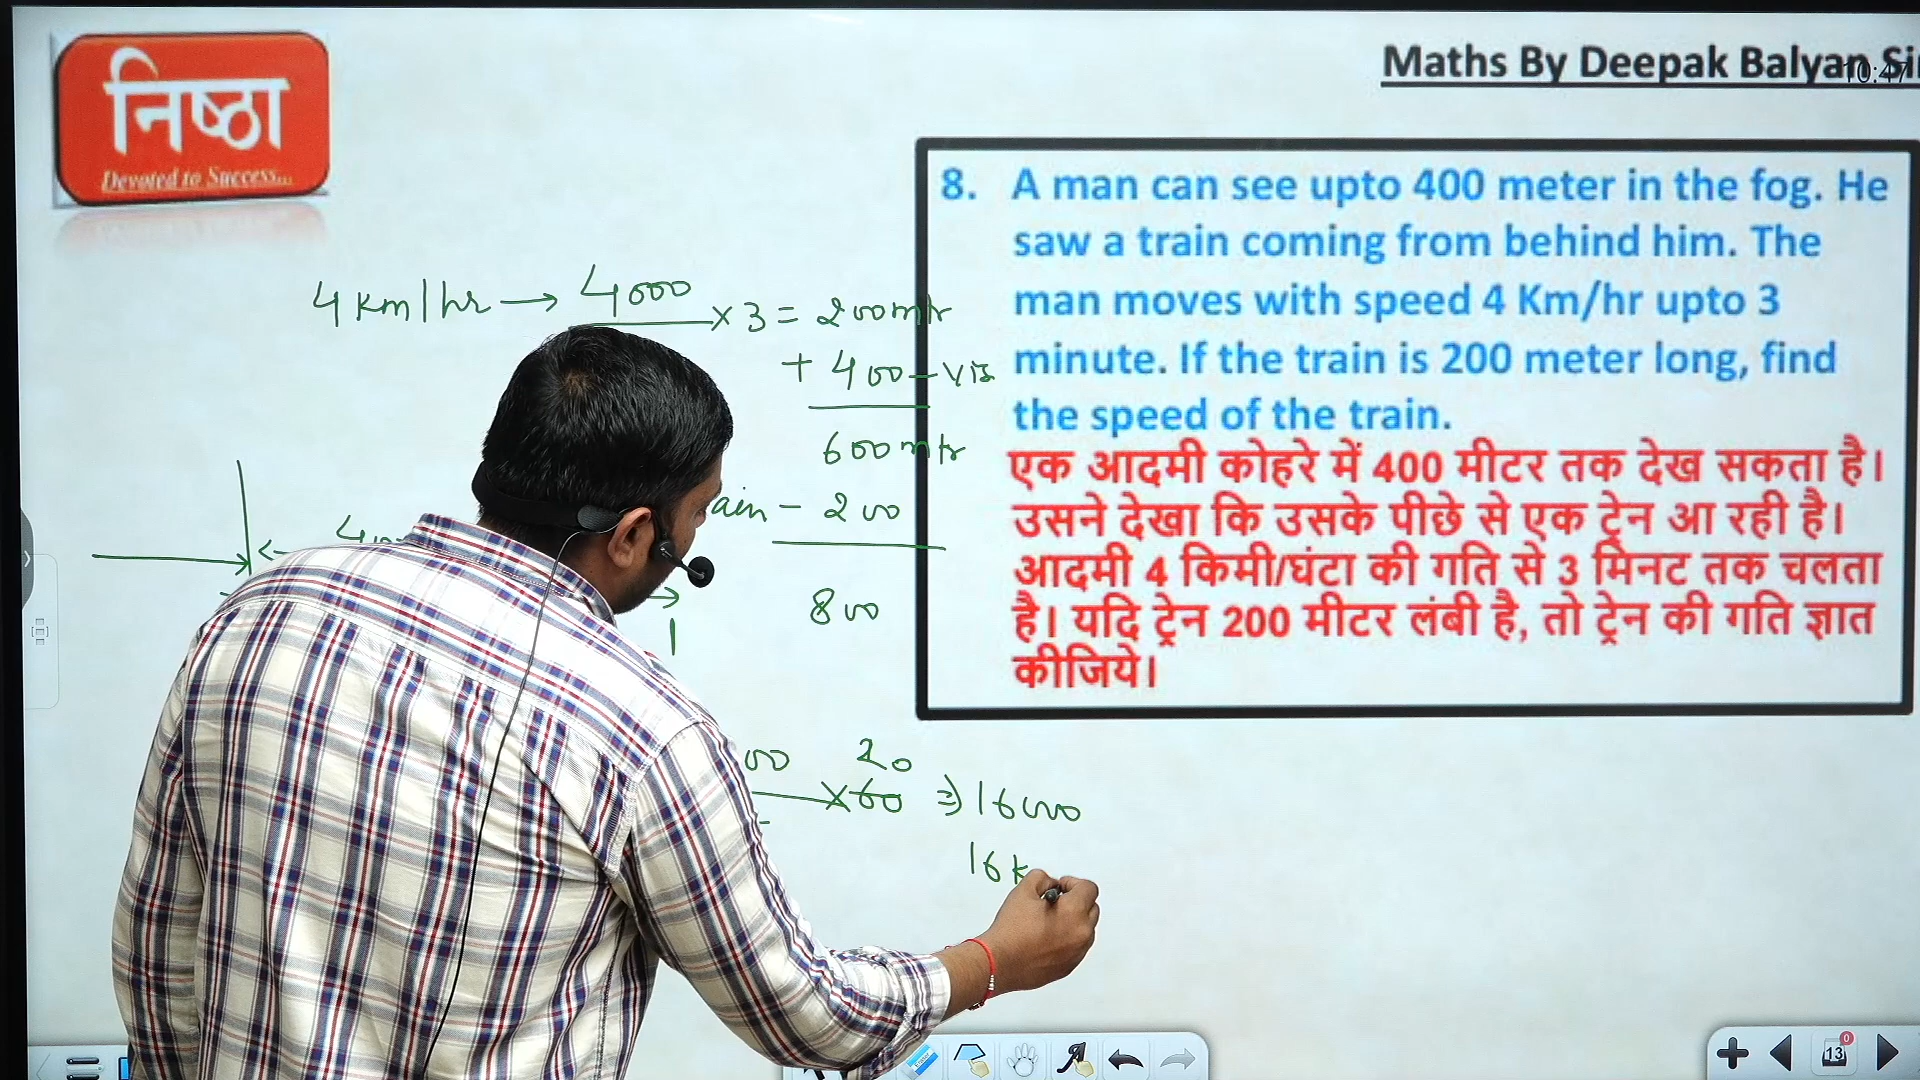 निष्ठा
Devoted to Success...
Maths By Deepak Balyan Si
10:47
8. A man can see upto 400 meter in the fog. He
saw a train coming from behind him. The
man moves with speed 4 Km/hr upto 3
minute. If the train is 200 meter long, find
the speed of the train.
एक आदमी कोहरे में 400 मीटर तक देख सकता है।
उसने देखा कि उसके पीछे से एक ट्रेन आ रही है।
आदमी 4 किमी/घंटा की गति से 3 मिनट तक चलता
है। यदि ट्रेन 200 मीटर लंबी है, तो ट्रेन की गति ज्ञात
कीजिये।
4 km/hr → 4000 × 3 = 200mtr
+ 400 – vis
600 mtr
ain – 200
800
00 × 60 ⇒ 16000
20
16 k
13
0